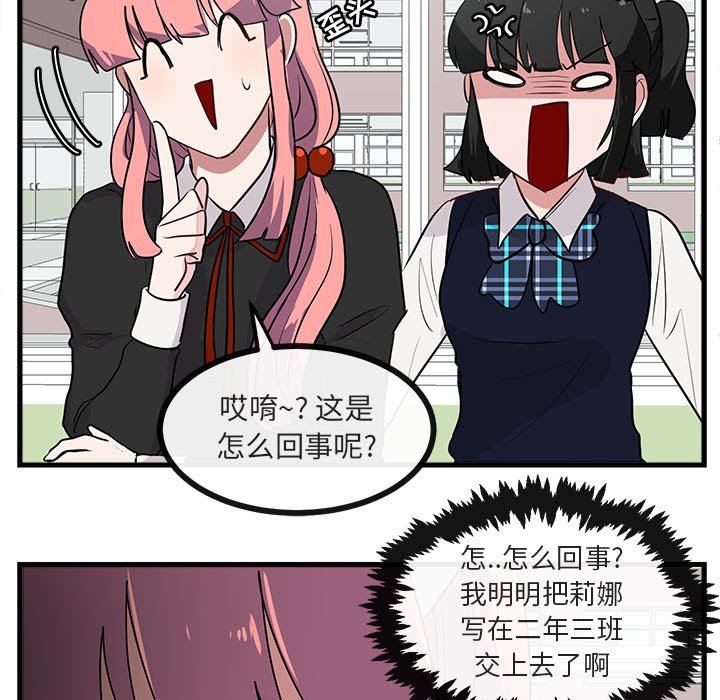 歪头
哎唷~? 这是
怎么回事呢?
怎..怎么回事?
我明明把莉娜
写在二年三班
交上去了啊